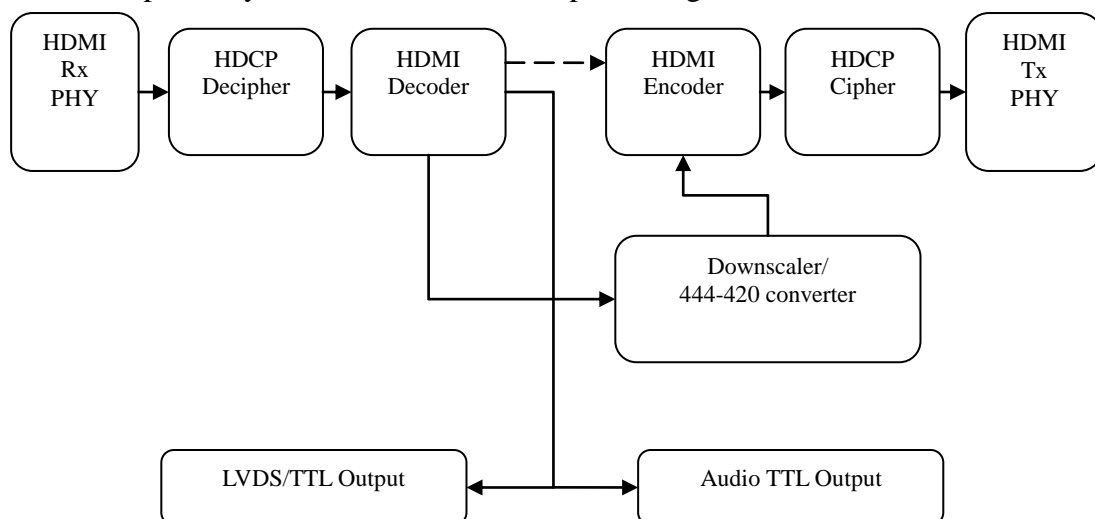 HDMI
Rx
PHY
HDCP
Decipher
HDMI
Decoder
HDMI
Encoder
HDCP
Cipher
HDMI
Tx
PHY
Downscaler/
444-420 converter
LVDS/TTL Output
Audio TTL Output